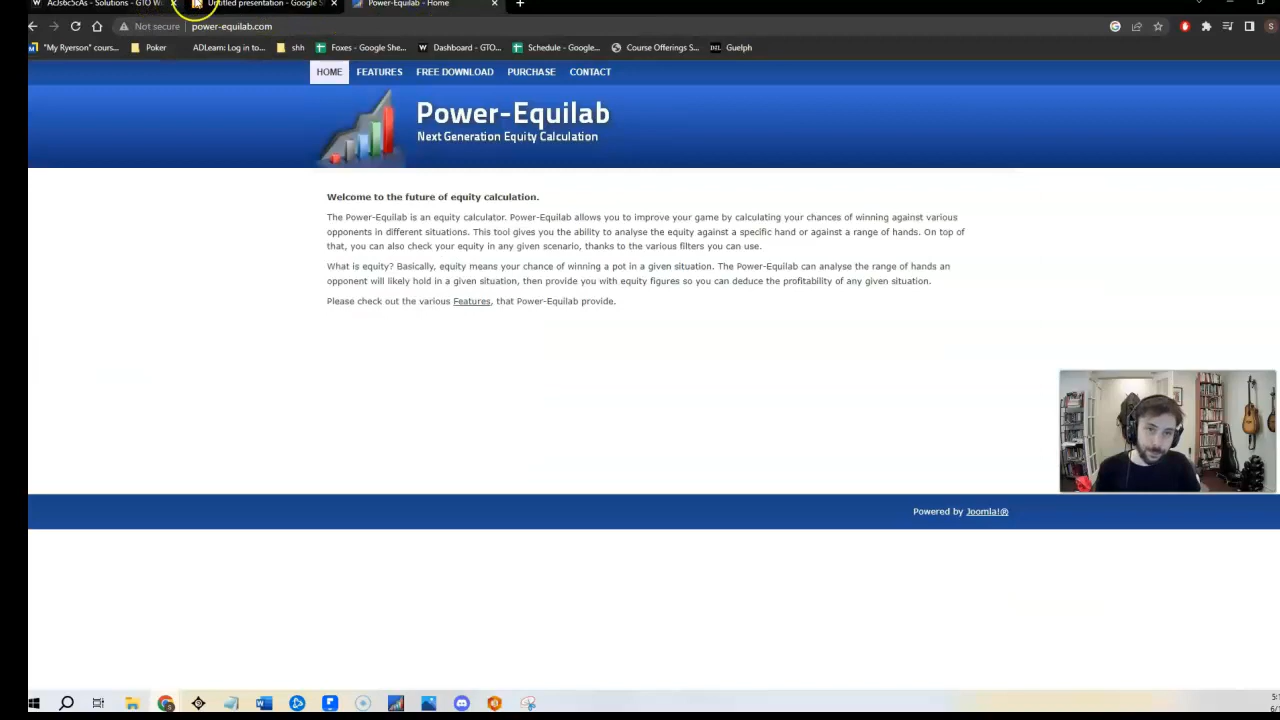 AcJsticScAs - Solutions - GTO Wi
Untitled presentation - Google S
Power-Equilab - Home
Not secure
power-equilab.com
"My Ryerson" cours...
Poker
ADLearn: Log in to...
shh
Foxes - Google She...
Dashboard - GTO...
Schedule - Google...
Course Offerings S...
Guelph
HOME
FEATURES
FREE DOWNLOAD
PURCHASE
CONTACT
Power-Equilab
Next Generation Equity Calculation
Welcome to the future of equity calculation.
The Power-Equilab is an equity calculator. Power-Equilab allows you to improve your game by calculating your chances of winning against various
opponents in different situations. This tool gives you the ability to analyse the equity against a specific hand or against a range of hands. On top of
that, you can also check your equity in any given scenario, thanks to the various filters you can use.
What is equity? Basically, equity means your chance of winning a pot in a given situation. The Power-Equilab can analyse the range of hands an
opponent will likely hold in a given situation, then provide you with equity figures so you can deduce the profitability of any given situation.
Please check out the various Features, that Power-Equilab provide.
Powered by Joomla!®